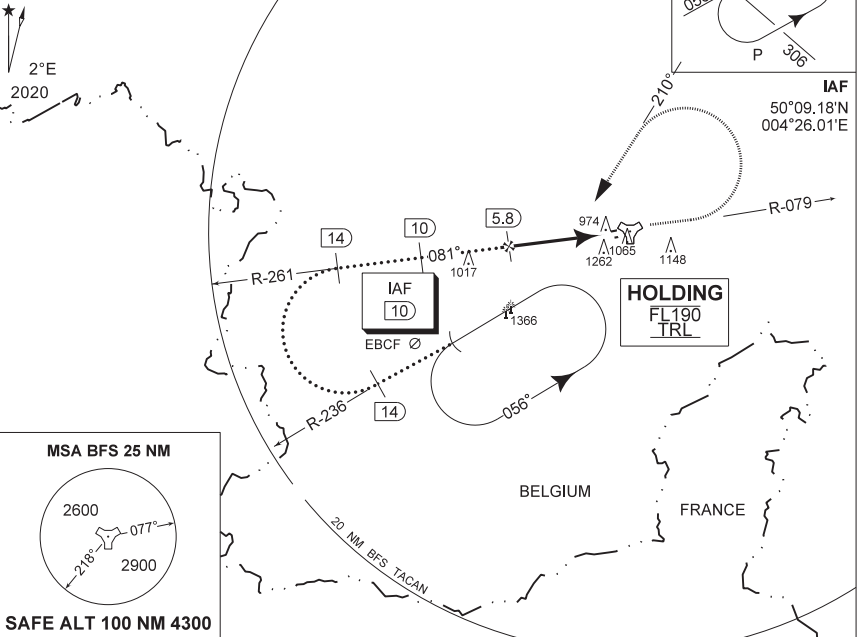 2°E
2020
P
306
IAF
50°09.18'N
004°26.01'E
210°
R-079
974
5.8
10
14
081°
1017
1262
1065
1148
R-261
IAF
10
EBCF
1366
HOLDING
FL190
TRL
056°
14
R-236
MSA BFS 25 NM
2600
077°
218°
2900
SAFE ALT 100 NM 4300
BELGIUM
FRANCE
20 NM BFS TACAN